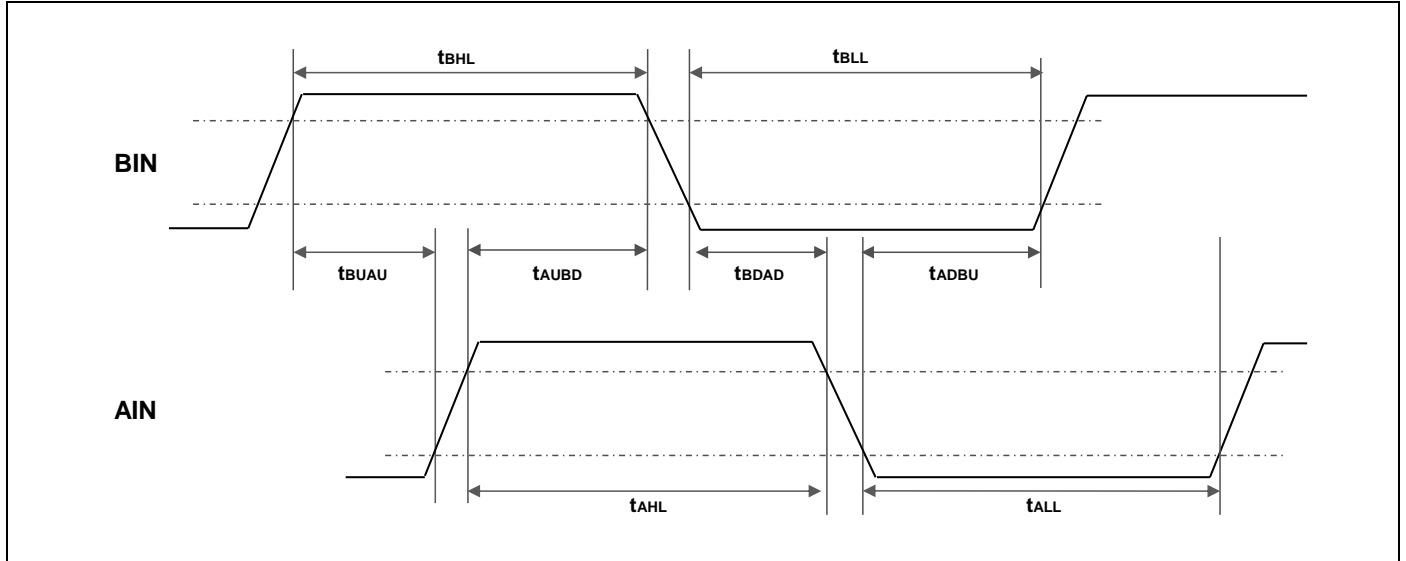 tBHL tBLL
BIN
tBUAU tAUBD tBDAD tADBU
AIN
tAHL tALL